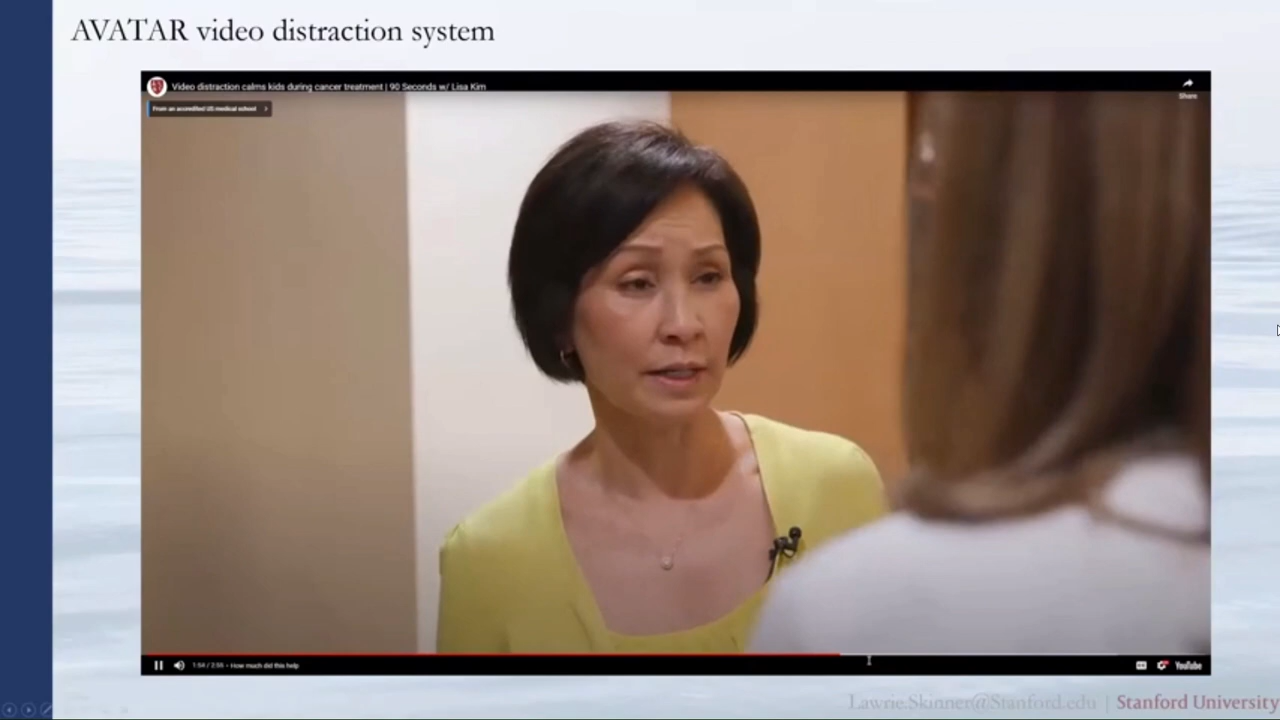 AVATAR video distraction system
Video distraction calms kids during cancer treatment | 90 Seconds w/ Lisa Kim
Share
From an accredited US medical school
1:54 / 2:56 • How much did this help
YouTube
Lawrie.Skinner@Stanford.edu | Stanford University